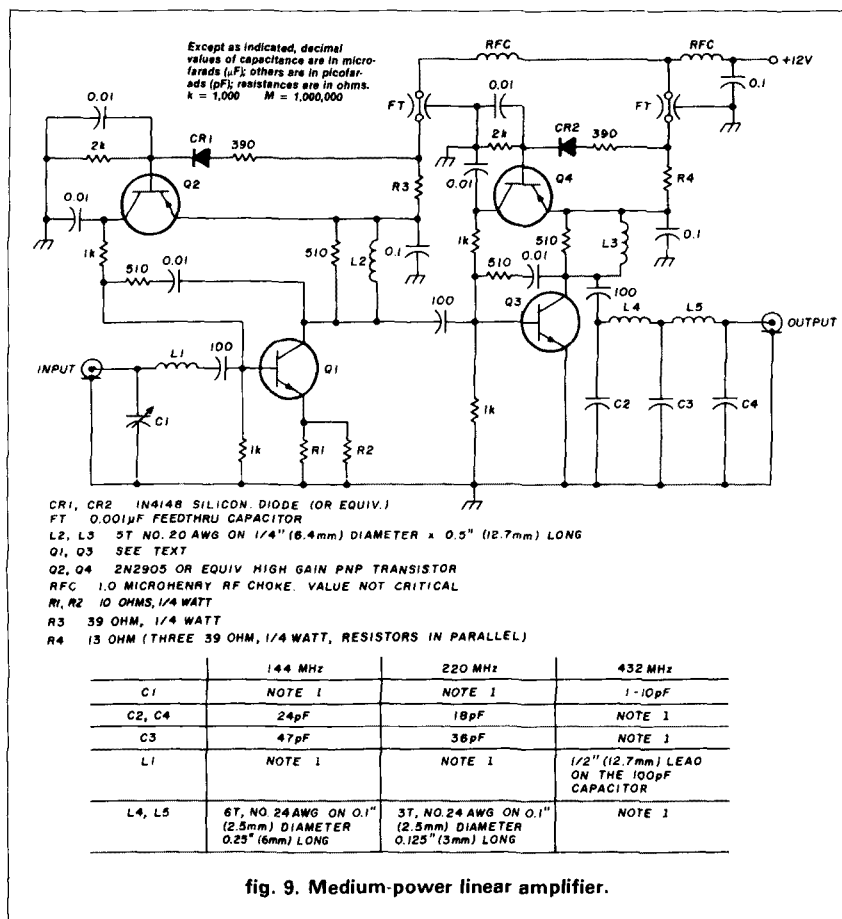 Except as indicated, decimal
values of capacitance are in micro-
farads (μF); others are in picofar-
ads (pF); resistances are in ohms.
k = 1,000 M = 1,000,000
RFC
RFC
+12V
0.1
0.01
FT
0.01
FT
2k
CR1
390
2k
CR2
390
Q2
R3
0.01
Q4
R4
0.01
1k
510
0.01
510
L2
0.1
1k
510
0.01
510
L3
0.1
Q3
100
INPUT
L1
100
Q1
100
L4
L5
OUTPUT
C1
1k
R1
R2
1k
C2
C3
C4
CR1, CR2 1N4148 SILICON DIODE (OR EQUIV.)
FT 0.001μF FEEDTHRU CAPACITOR
L2, L3 5T NO. 20 AWG ON 1/4" (6.4mm) DIAMETER x 0.5" (12.7mm) LONG
Q1, Q3 SEE TEXT
Q2, Q4 2N2905 OR EQUIV HIGH GAIN PNP TRANSISTOR
RFC 1.0 MICROHENRY RF CHOKE. VALUE NOT CRITICAL
R1, R2 10 OHMS, 1/4 WATT
R3 39 OHM, 1/4 WATT
R4 13 OHM (THREE 39 OHM, 1/4 WATT, RESISTORS IN PARALLEL)
144 MHz 220 MHz 432 MHz
C1 NOTE 1 NOTE 1 1-10pF
C2, C4 24pF 18pF NOTE 1
C3 47pF 36pF NOTE 1
L1 NOTE 1 NOTE 1 1/2" (12.7mm) LEAD
ON THE 100pF
CAPACITOR
L4, L5 6T, NO. 24 AWG ON 0.1" 3T, NO. 24 AWG ON 0.1" NOTE 1
(2.5mm) DIAMETER (2.5mm) DIAMETER
0.25" (6mm) LONG 0.125" (3mm) LONG
fig. 9. Medium-power linear amplifier.